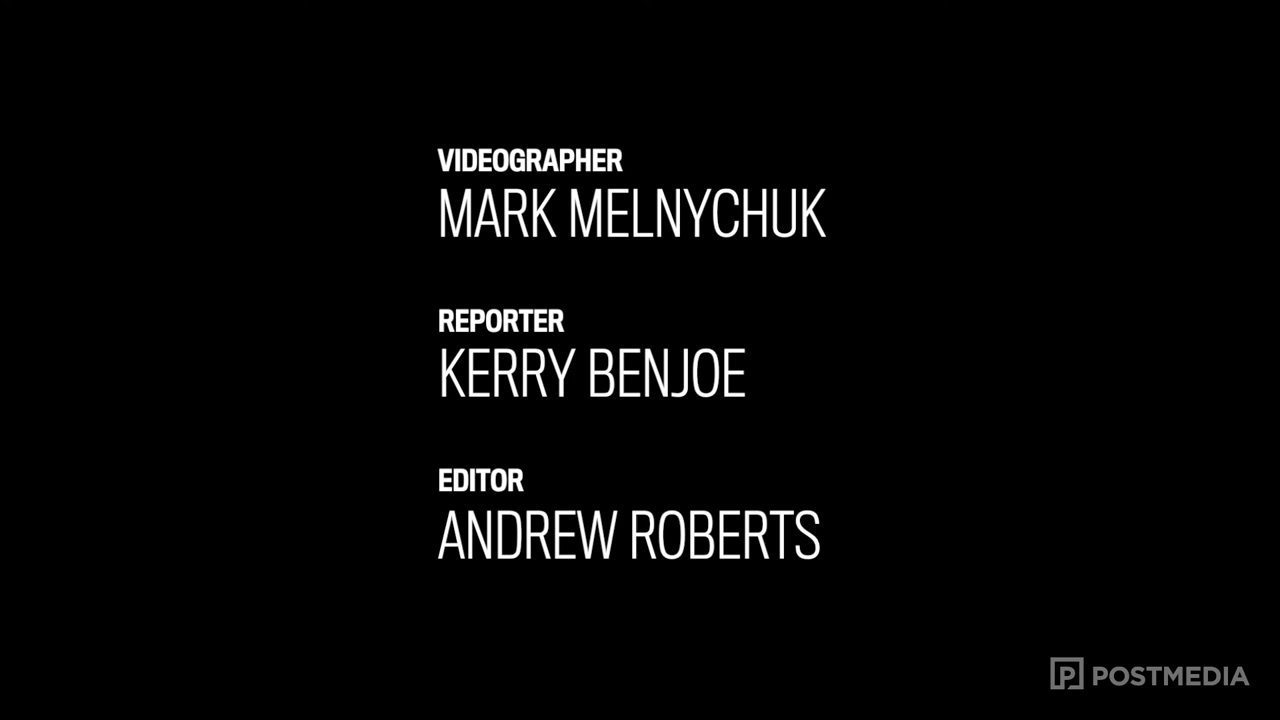 VIDEOGRAPHER
MARK MELNYCHUK
REPORTER
KERRY BENJOE
EDITOR
ANDREW ROBERTS
P POSTMEDIA